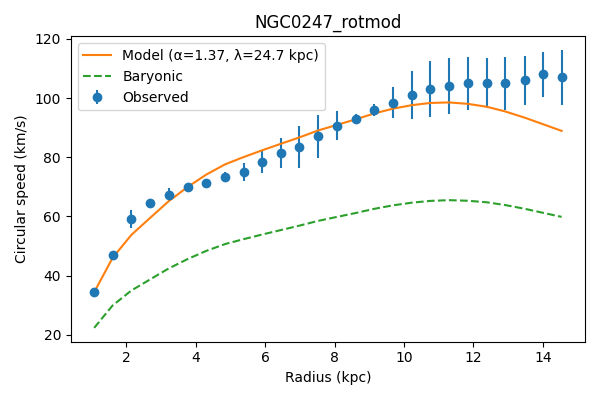 NGC0247_rotmod
120
100
80
60
40
20
Circular speed (km/s)
Model (α=1.37, λ=24.7 kpc)
Baryonic
Observed
2
4
6
8
10
12
14
Radius (kpc)